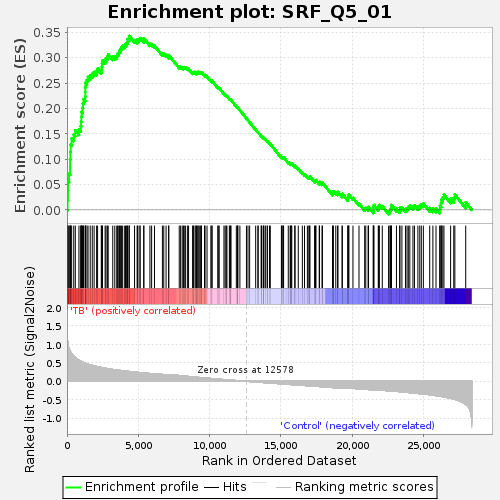 Enrichment plot: SRF_Q5_01
Enrichment score (ES)
0.35
0.30
0.25
0.20
0.15
0.10
0.05
0.00
'TB' (positively correlated)
Ranked list metric (Signal2Noise)
2.0
1.5
1.0
0.5
0.0
-0.5
-1.0
Zero cross at 12578
'Control' (negatively correlated)
0
5,000
10,000
15,000
20,000
25,000
Rank in Ordered Dataset
Enrichment profile
Hits
Ranking metric scores